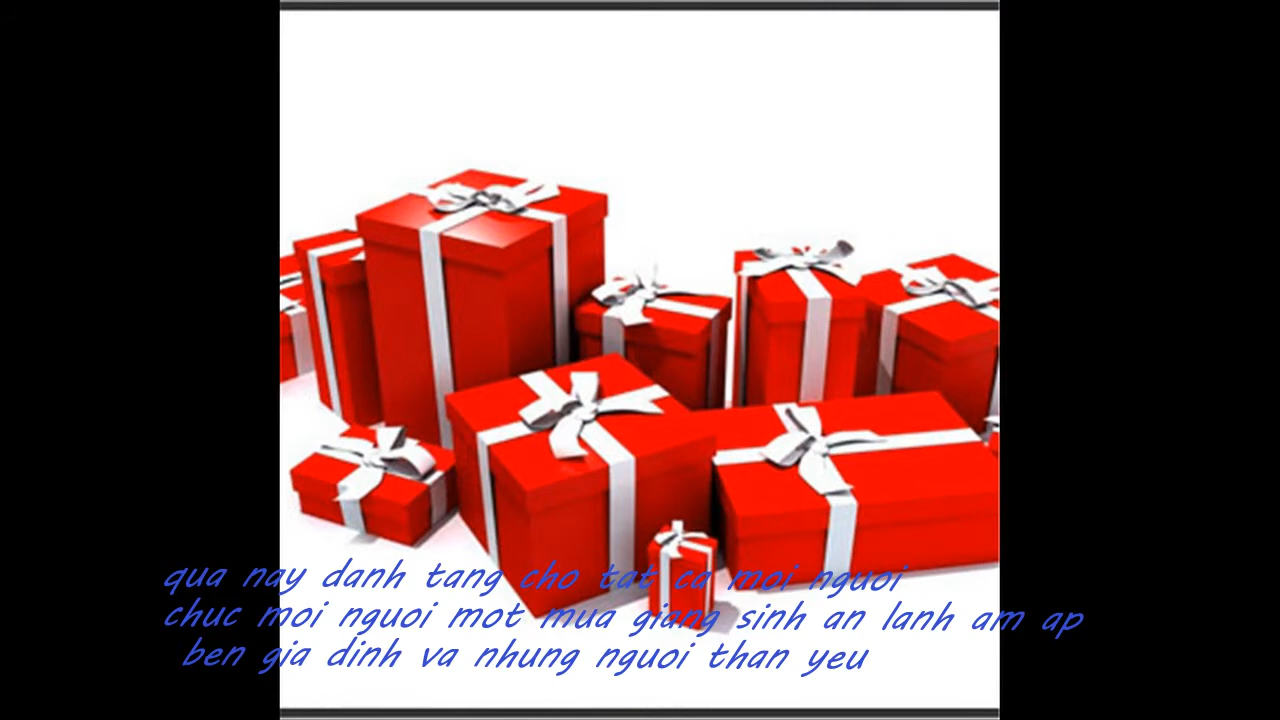 qua nay danh tang cho tat ca moi nguoi
chuc moi nguoi mot mua giang sinh an lanh am ap
ben gia dinh va nhung nguoi than yeu